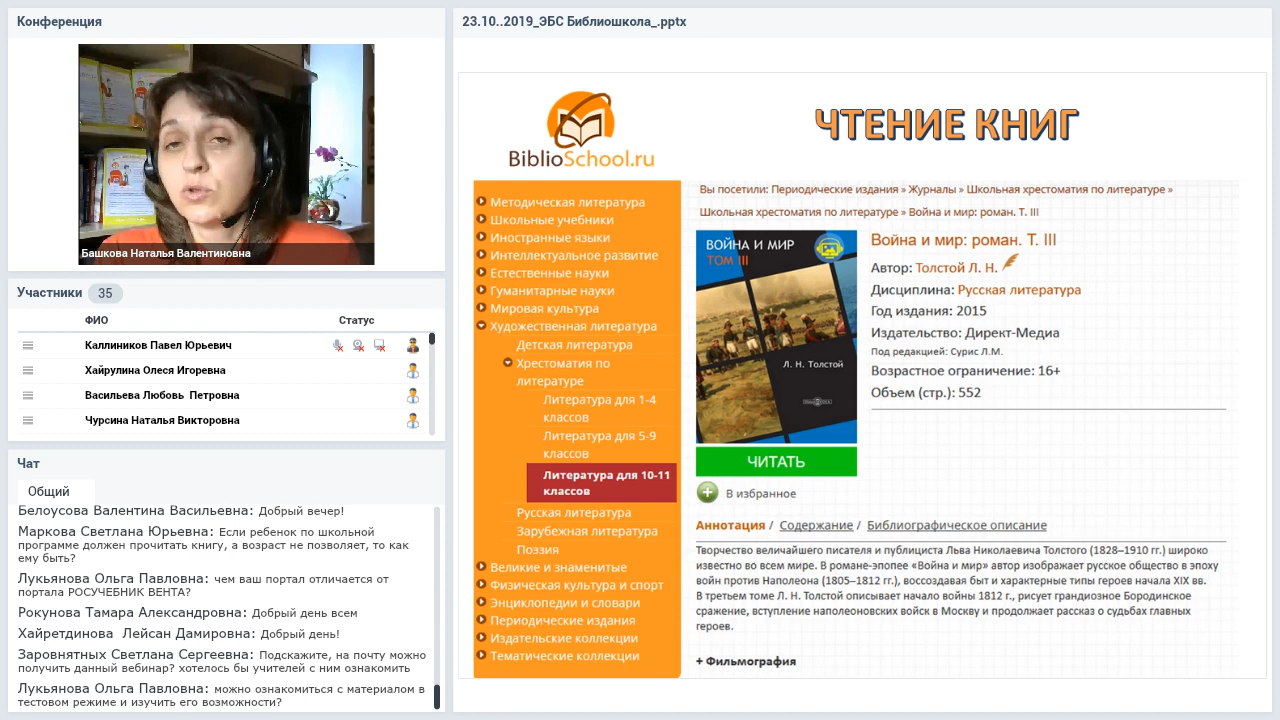 Конференция
Башкова Наталья Валентиновна
Участники 35
ФИО Статус
Каллиников Павел Юрьевич
Хайрулина Олеся Игоревна
Васильева Любовь Петровна
Чурсина Наталья Викторовна
Чат
Общий
Белоусова Валентина Васильевна: Добрый вечер!
Маркова Светлана Юрьевна: Если ребенок по школьной
программе должен прочитать книгу, а возраст не позволяет, то как
ему быть?
Лукьянова Ольга Павловна: чем ваш портал отличается от
портала РОСУЧЕБНИК ВЕНТА?
Рокунова Тамара Александровна: Добрый день всем
Хайретдинова Лейсан Дамировна: Добрый день!
Заровнятных Светлана Сергеевна: Подскажите, на почту можно
получить данный вебинар? хотелось бы учителей с ним ознакомить
Лукьянова Ольга Павловна: можно ознакомиться с материалом в
тестовом режиме и изучить его возможности?
23.10..2019_ЭБС Библиошкола_.pptx
BiblioSchool.ru
ЧТЕНИЕ КНИГ
Методическая литература
Школьные учебники
Иностранные языки
Интеллектуальное развитие
Естественные науки
Гуманитарные науки
Мировая культура
Художественная литература
Детская литература
Хрестоматия по
литературе
Литература для 1-4
классов
Литература для 5-9
классов
Литература для 10-11
классов
Русская литература
Зарубежная литература
Поэзия
Великие и знаменитые
Физическая культура и спорт
Энциклопедии и словари
Периодические издания
Издательские коллекции
Тематические коллекции
Вы посетили: Периодические издания » Журналы » Школьная хрестоматия по литературе »
Школьная хрестоматия по литературе » Война и мир: роман. Т. III
ВОЙНА И МИР
ТОМ III
Л. Н. Толстой
ЧИТАТЬ
В избранное
Война и мир: роман. Т. III
Автор: Толстой Л. Н.
Дисциплина: Русская литература
Год издания: 2015
Издательство: Директ-Медиа
Под редакцией: Сурис Л.М.
Возрастное ограничение: 16+
Объем (стр.): 552
Аннотация / Содержание / Библиографическое описание
Творчество величайшего писателя и публициста Льва Николаевича Толстого (1828–1910 гг.) широко
известно во всем мире. В романе-эпопее «Война и мир» автор изображает русское общество в эпоху
войн против Наполеона (1805–1812 гг.), воссоздавая быт и характерные типы героев начала XIX вв.
В третьем томе Л. Н. Толстой описывает начало войны 1812 г., рисует грандиозное Бородинское
сражение, вступление наполеоновских войск в Москву и продолжает рассказ о судьбах главных
героев.
+ Фильмография